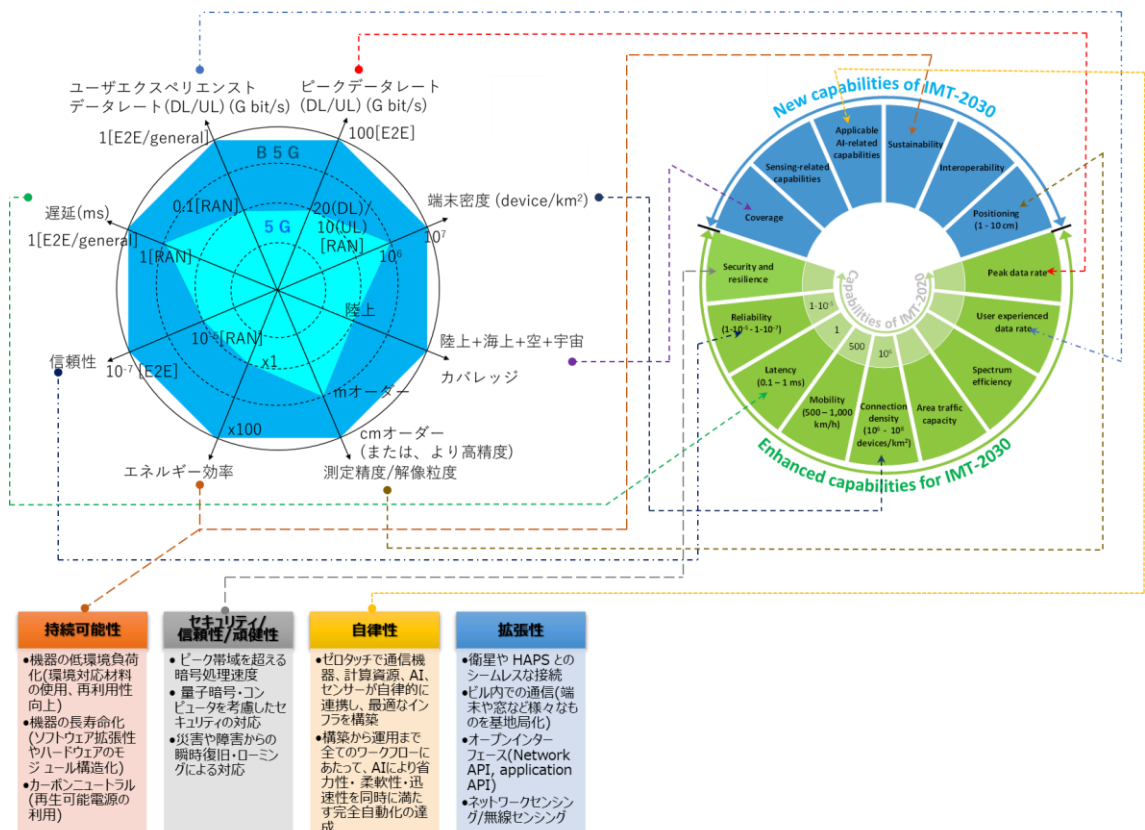 ユーザエクスペリエンスト
データレート(DL/UL) (G bit/s)
ピークデータレート
(DL/UL) (G bit/s)
1[E2E/general]
100[E2E]
B 5 G
遅延(ms)
0.1[RAN]
20(DL)/
10(UL)
[RAN]
端末密度 (device/km²)
1[E2E/general]
1[RAN]
5 G
10⁶
10⁷
陸上
10⁻⁵[RAN]
陸上+海上+空+宇宙
信頼性
10⁻⁷ [E2E]
x1
mオーダー
カバレッジ
x100
cmオーダー
(または、より高精度)
エネルギー効率
測定精度/解像粒度
New capabilities of IMT-2030
Coverage
Sensing-related
capabilities
Applicable
AI-related
capabilities
Sustainability
Interoperability
Positioning
(1 - 10 cm)
Security and
resilience
Reliability
(1-10⁻⁵ - 1-10⁻⁷)
Latency
(0.1 – 1 ms)
Mobility
(500 – 1,000
km/h)
Connection
density
(10⁶ - 10⁸
devices/km²)
Area traffic
capacity
Spectrum
efficiency
User experienced
data rate
Peak data rate
Capabilities of IMT-2020
1-10⁻⁵
1
500
10⁶
Enhanced capabilities for IMT-2030
持続可能性
•機器の低環境負荷
化(環境対応材料
の使用、再利用性
向上)
•機器の長寿命化
(ソフトウェア拡張性
やハードウェアのモ
ジ ュール構造化)
•カーボンニュートラル
(再生可能電源の
利用)
セキュリティ/
信頼性/頑健性
• ピーク帯域を超える
暗号処理速度
• 量子暗号・コン
ピュータを考慮したセ
キュリティの対応
•災害や障害からの
瞬時復旧・ローミン
グによる対応
自律性
•ゼロタッチで通信機
器、計算資源、AI、
センサーが自律的に
連携し、最適なイン
フラを構築
•構築から運用まで
全てのワークフローに
あたって、AIにより省
力性・ 柔軟性・迅
速性を同時に満た
す完全自動化の達
成
拡張性
•衛星や HAPS との
シームレスな接続
•ビル内での通信(端
末や窓など様々なも
のを基地局化)
•オープンインター
フェース(Network
API, application
API)
•ネットワークセンシン
グ/無線センシング